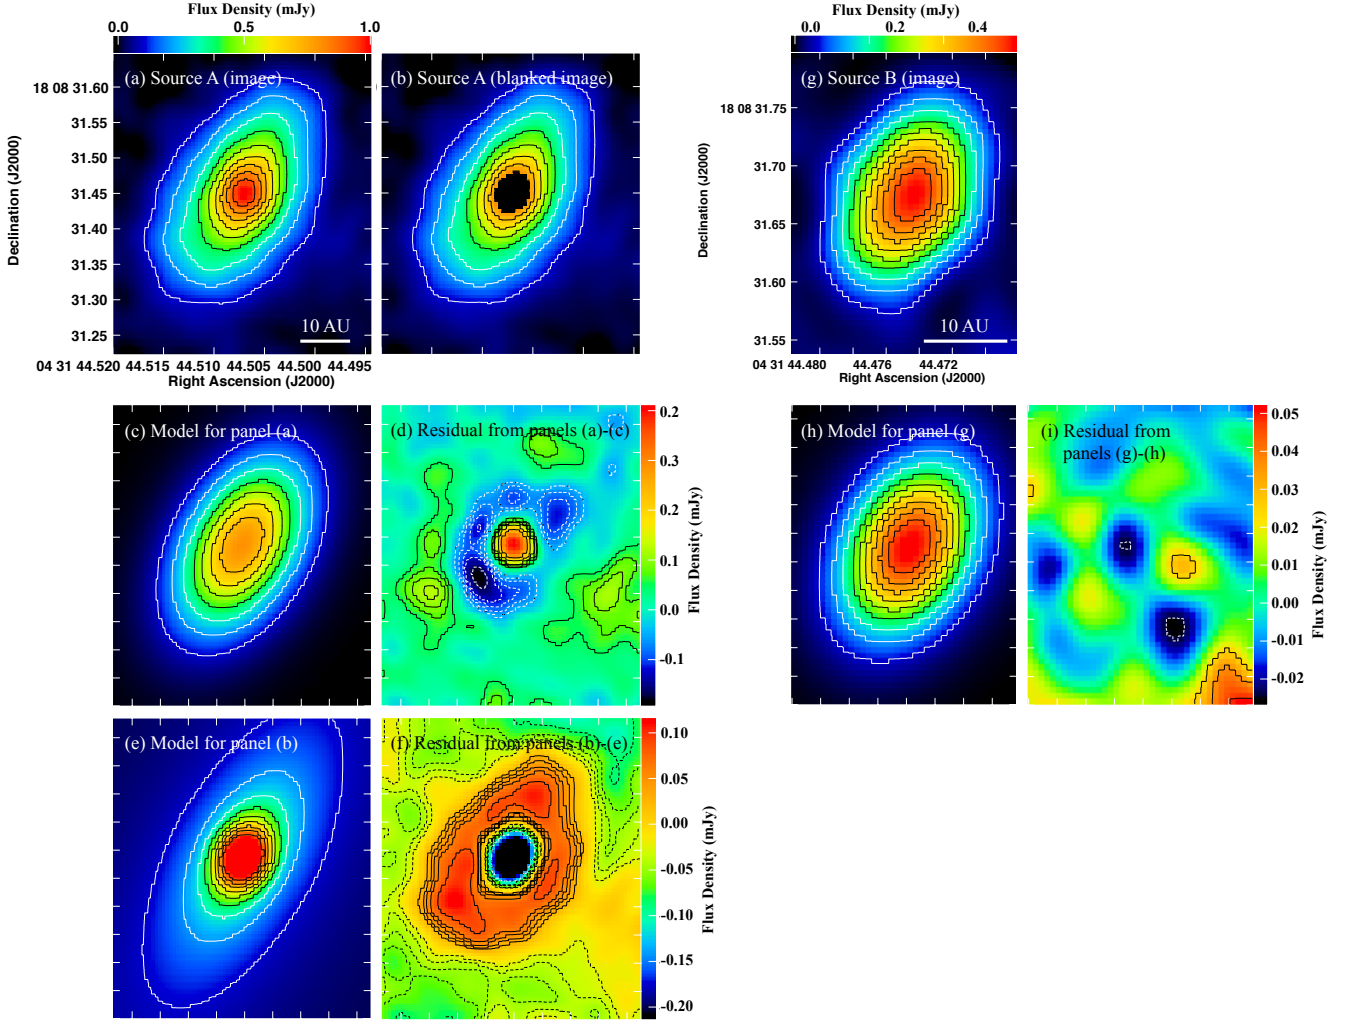 Flux Density (mJy)
0.0 0.5 1.0
(a) Source A (image)
(b) Source A (blanked image)
18 08 31.60
31.55
31.50
31.45
31.40
31.35
31.30
31.25
Declination (J2000)
10 AU
04 31 44.520 44.515 44.510 44.505 44.500 44.495
Right Ascension (J2000)
Flux Density (mJy)
0.0 0.2 0.4
(g) Source B (image)
18 08 31.75
31.70
31.65
31.60
31.55
Declination (J2000)
10 AU
04 31 44.480 44.476 44.472
Right Ascension (J2000)
(c) Model for panel (a)
(d) Residual from panels (a)-(c)
0.2
0.3
0.2
0.1
0.0
-0.1
Flux Density (mJy)
(h) Model for panel (g)
(i) Residual from
panels (g)-(h)
0.05
0.04
0.03
0.02
0.01
0.00
-0.01
-0.02
Flux Density (mJy)
(e) Model for panel (b)
(f) Residual from panels (b)-(e)
0.10
0.05
0.00
-0.05
-0.10
-0.15
-0.20
Flux Density (mJy)